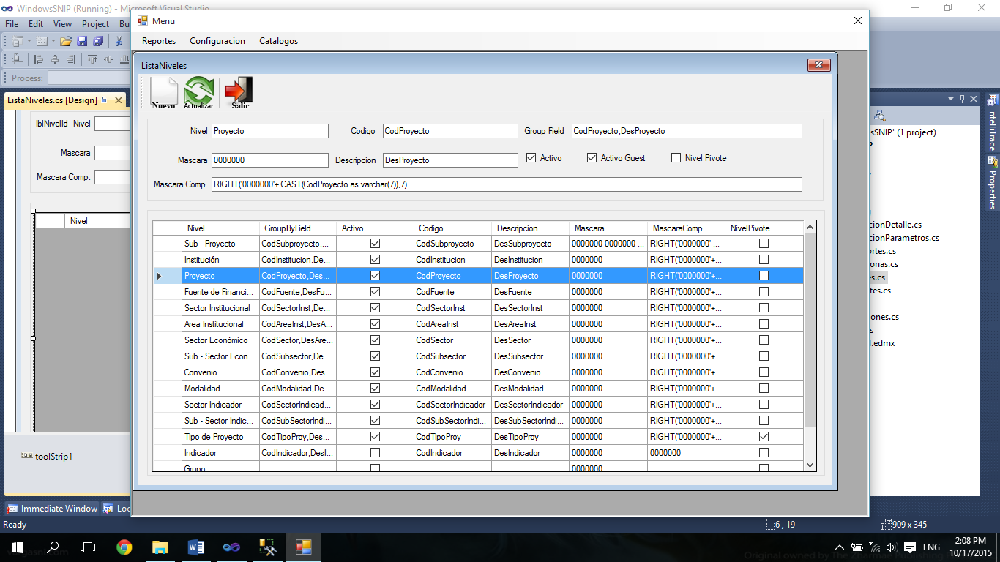 WindowsSNIP (Running) - Microsoft Visual Studio
File Edit View Project Bu
Menu
Reportes Configuracion Catalogos
Process:
ListaNiveles
Nuevo Actualizar Salir
ListaNiveles.cs [Design]
lblNivelId Nivel
Mascara
Mascara Comp.
Nivel
Nivel Proyecto Codigo CodProyecto Group Field CodProyecto,DesProyecto
Mascara 0000000 Descripcion DesProyecto Activo Activo Guest Nivel Pivote
Mascara Comp. RIGHT('0000000'+ CAST(CodProyecto as varchar(7)),7)
Nivel GroupByField Activo Codigo Descripcion Mascara MascaraComp NivelPivote
Sub - Proyecto CodSubproyecto,... CodSubproyecto DesSubproyecto 0000000-0000000-... RIGHT('0000000' ...
Institución CodInstitucion,De... CodInstitucion DesInstitucion 0000000 RIGHT('0000000'+...
Proyecto CodProyecto,Des... CodProyecto DesProyecto 0000000 RIGHT('0000000'+...
Fuente de Financi... CodFuente,DesFu... CodFuente DesFuente 0000000 RIGHT('0000000'+...
Sector Institucional CodSectorInst,De... CodSectorInst DesSectorInst 0000000 RIGHT('0000000'+...
Area Institucional CodAreaInst,DesA... CodAreaInst DesAreaInst 0000000 RIGHT('0000000'+...
Sector Económico CodSector,DesAre... CodSector DesSector 0000000 RIGHT('0000000'+...
Sub - Sector Econ... CodSubsector,De... CodSubsector DesSubsector 0000000 RIGHT('0000000'+...
Convenio CodConvenio,Des... CodConvenio DesConvenio 0000000 RIGHT('0000000'+...
Modalidad CodModalidad,De... CodModalidad DesModalidad 0000000 RIGHT('0000000'+...
Sector Indicador CodSectorIndicad... CodSectorIndicador DesSectorIndicador 0000000 RIGHT('0000000'+...
Sub - Sector Indic... CodSubSectorIndi... CodSubSectorIndi... DesSubSectorIndi... 0000000 RIGHT('0000000'+...
Tipo de Proyecto CodTipoProy,Des... CodTipoProy DesTipoProy 0000000 RIGHT('0000000'+...
Indicador CodIndicador,DesI... CodIndicador DesIndicador 0000000 0000000
Grupo 0000000
wsSNIP' (1 project)
P
cionDetalle.cs
cionParametros.cs
ortes.cs
orias.cs
es.cs
tes.cs
iones.cs
s
l.edmx
IntelliTrace
Properties
toolStrip1
Immediate Window Loc
Ready 6 , 19 909 x 345
ENG 2:08 PM
10/17/2015